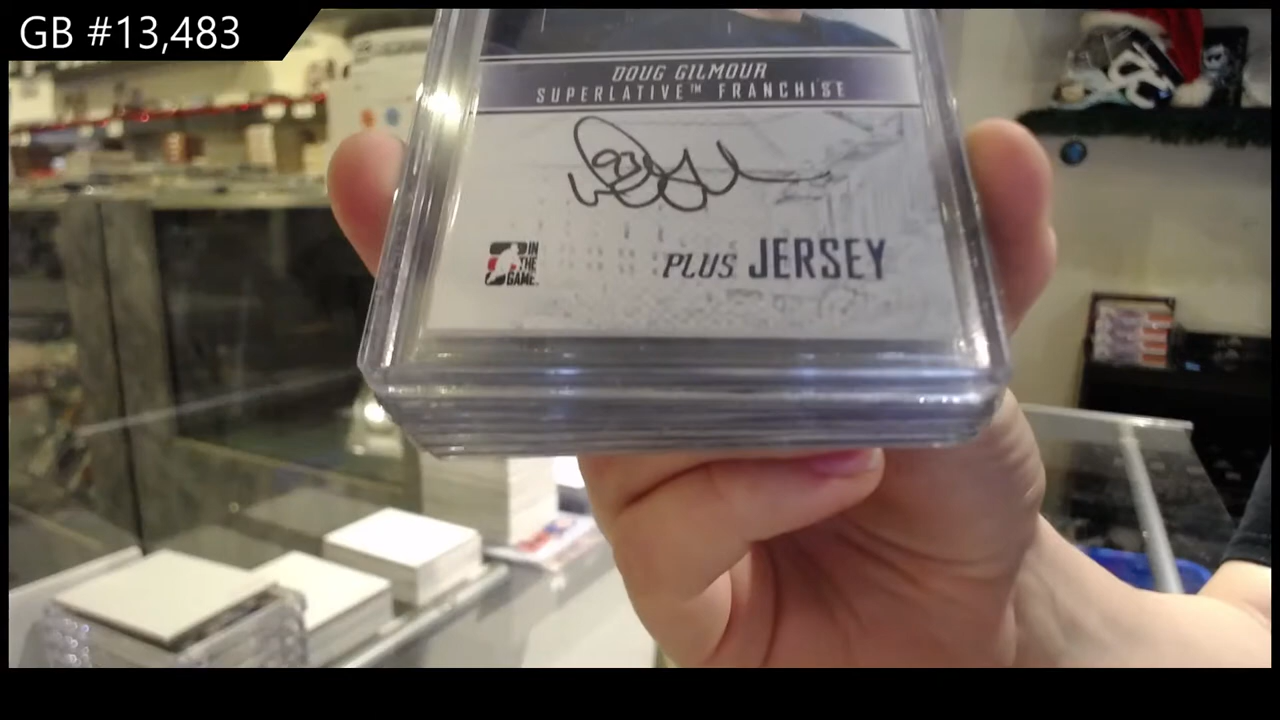 GB #13,483
DOUG GILMOUR
SUPERLATIVE™ FRANCHISE
IN
THE
GAME.
PLUS JERSEY